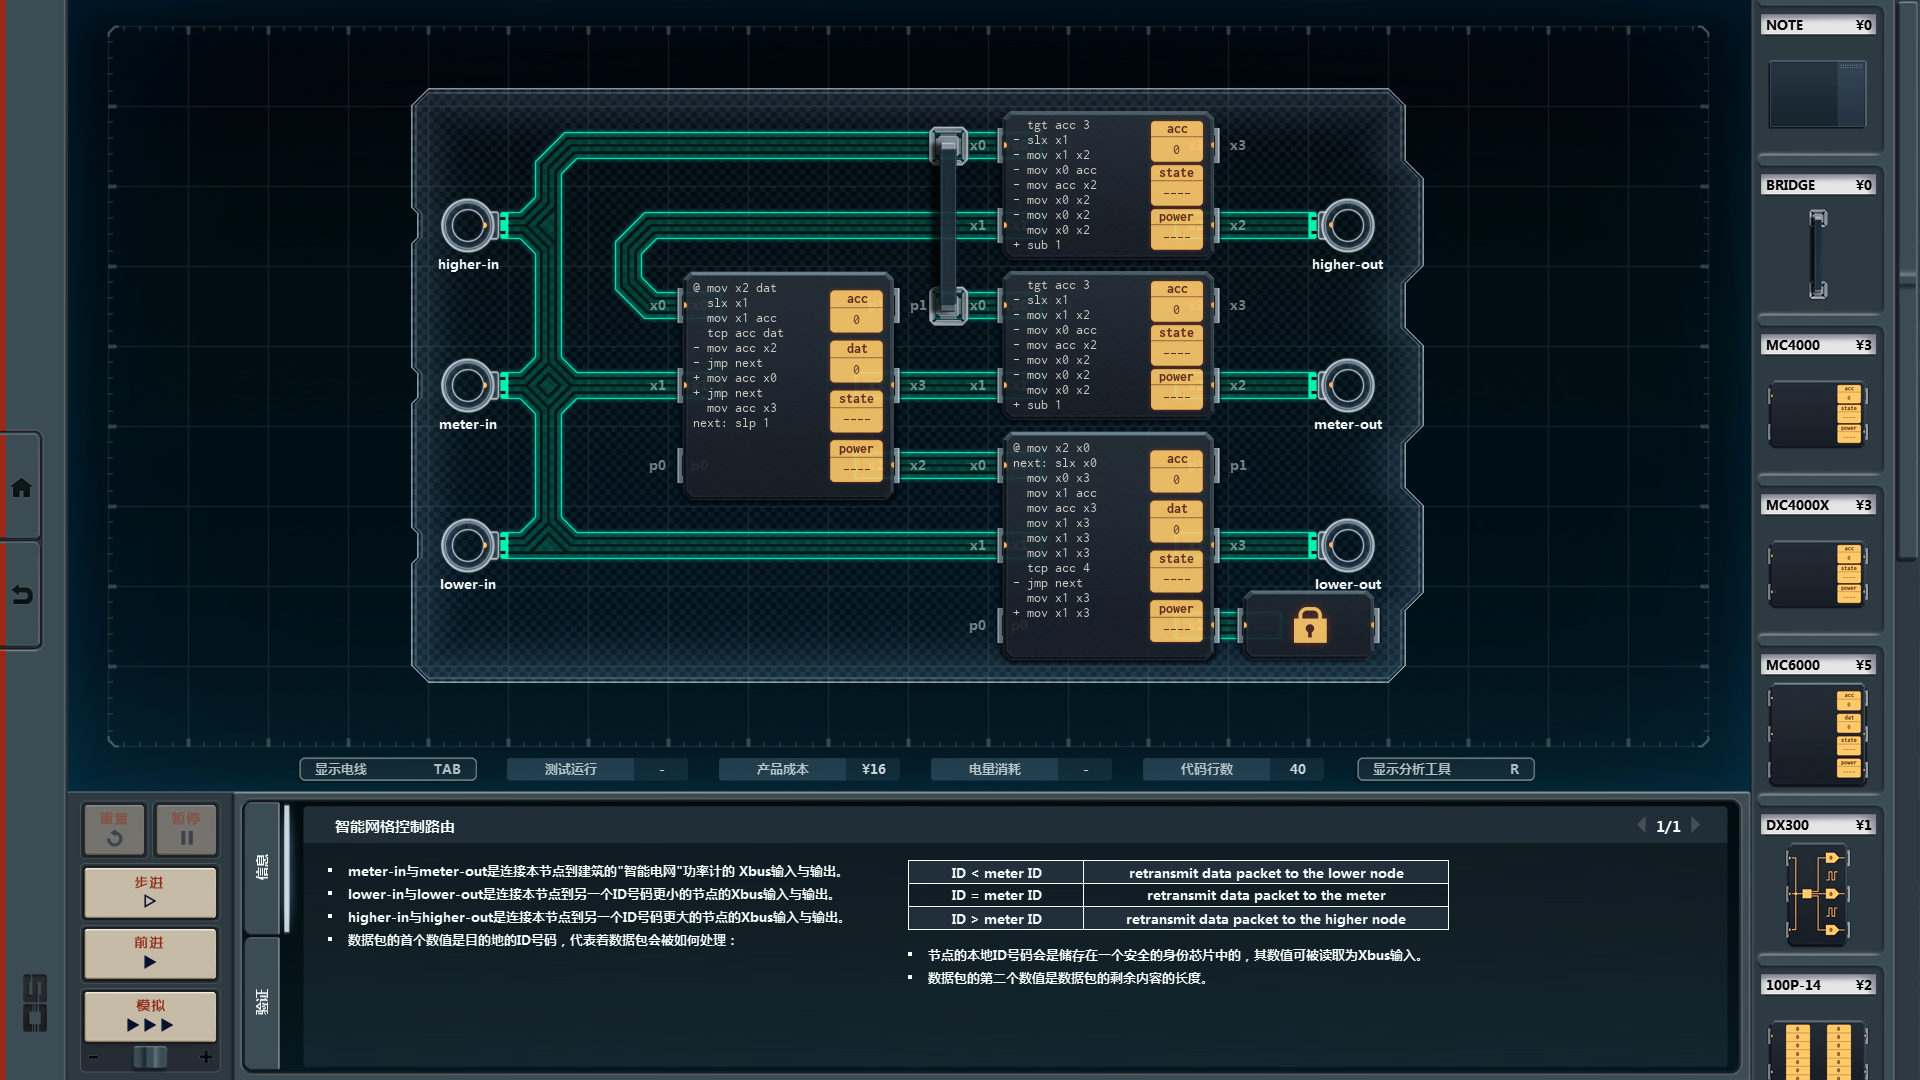 NOTE ¥0
BRIDGE ¥0
MC4000 ¥3
acc
0
state
----
power
----
MC4000X ¥3
acc
0
state
----
power
----
MC6000 ¥5
acc
0
dat
0
state
----
power
----
DX300 ¥1
100P-14 ¥2
higher-in
meter-in
lower-in
higher-out
meter-out
lower-out
x0
x1
x2
x3
tgt acc 3
- slx x1
- mov x1 x2
- mov x0 acc
- mov acc x2
- mov x0 x2
- mov x0 x2
mov x0 x2
+ sub 1
acc
0
state
----
power
----
x0
x1
p0
p1
x3
x2
@ mov x2 dat
slx x1
mov x1 acc
tcp acc dat
- mov acc x2
- jmp next
+ mov acc x0
+ jmp next
mov acc x3
next: slp 1
acc
0
dat
0
state
----
power
----
x0
x1
x3
x2
tgt acc 3
- slx x1
- mov x1 x2
- mov x0 acc
- mov acc x2
- mov x0 x2
- mov x0 x2
mov x0 x2
+ sub 1
acc
0
state
----
power
----
x0
x1
p0
p1
x3
@ mov x2 x0
next: slx x0
mov x0 x3
mov x1 acc
mov acc x3
mov x1 x3
mov x1 x3
mov x1 x3
tcp acc 4
- jmp next
mov x1 x3
+ mov x1 x3
acc
0
dat
0
state
----
power
----
显示电线 TAB
测试运行 -
产品成本 ¥16
电量消耗 -
代码行数 40
显示分析工具 R
重置
暂停
步进
前进
模拟
- +
信息
验证
智能网格控制路由
1/1
▪ meter-in与meter-out是连接本节点到建筑的"智能电网"功率计的 Xbus输入与输出。
▪ lower-in与lower-out是连接本节点到另一个ID号码更小的节点的Xbus输入与输出。
▪ higher-in与higher-out是连接本节点到另一个ID号码更大的节点的Xbus输入与输出。
▪ 数据包的首个数值是目的地的ID号码，代表着数据包会被如何处理：
ID < meter ID retransmit data packet to the lower node
ID = meter ID retransmit data packet to the meter
ID > meter ID retransmit data packet to the higher node
▪ 节点的本地ID号码会是储存在一个安全的身份芯片中的，其数值可被读取为Xbus输入。
▪ 数据包的第二个数值是数据包的剩余内容的长度。